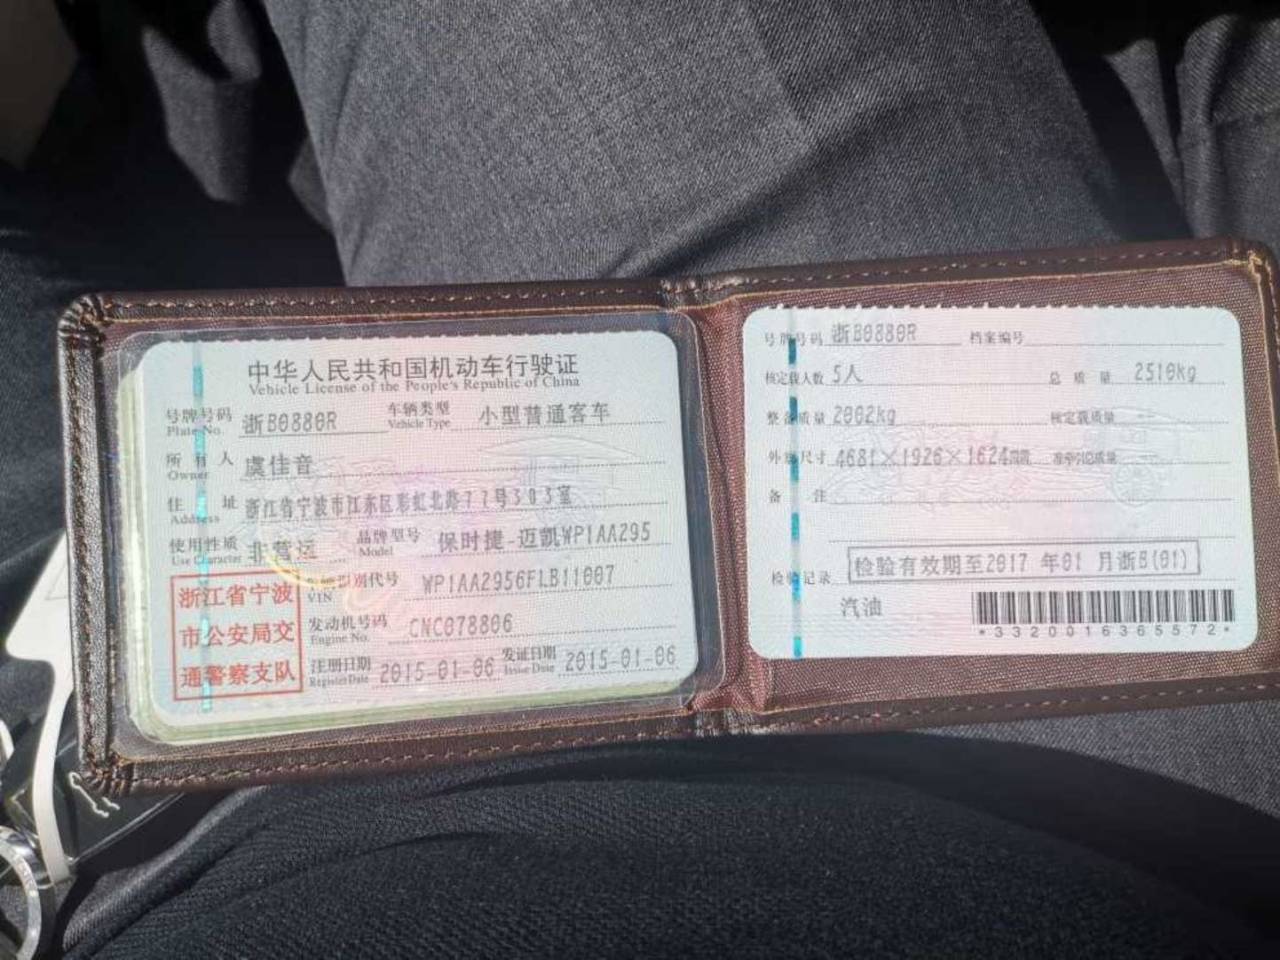 中华人民共和国机动车行驶证
Vehicle License of the People's Republic of China
号牌号码 浙B0880R 车辆类型 小型普通客车
Plate No. Vehicle Type
所有人 虞佳音
Owner
住址 浙江省宁波市江东区彩虹北路77号303室
Address
使用性质 非营运 品牌型号 保时捷-迈凯WP1AA295
Use Character Model
浙江省宁波
市公安局交
通警察支队
识别代号 WP1AA2956FLB11007
VIN
发动机号码 CNC078806
Engine No.
注册日期 2015-01-06 发证日期 2015-01-06
Register Date Issue Date
号牌号码 浙B0880R 档案编号
核定载人数 5人 总质量 2510kg
整备质量 2002kg 核定载质量 --
外廓尺寸 4681×1926×1624 准牵引总质量 --
备注
检验记录 检验有效期至2017年01月浙B(01)
汽油
*3320016365572*